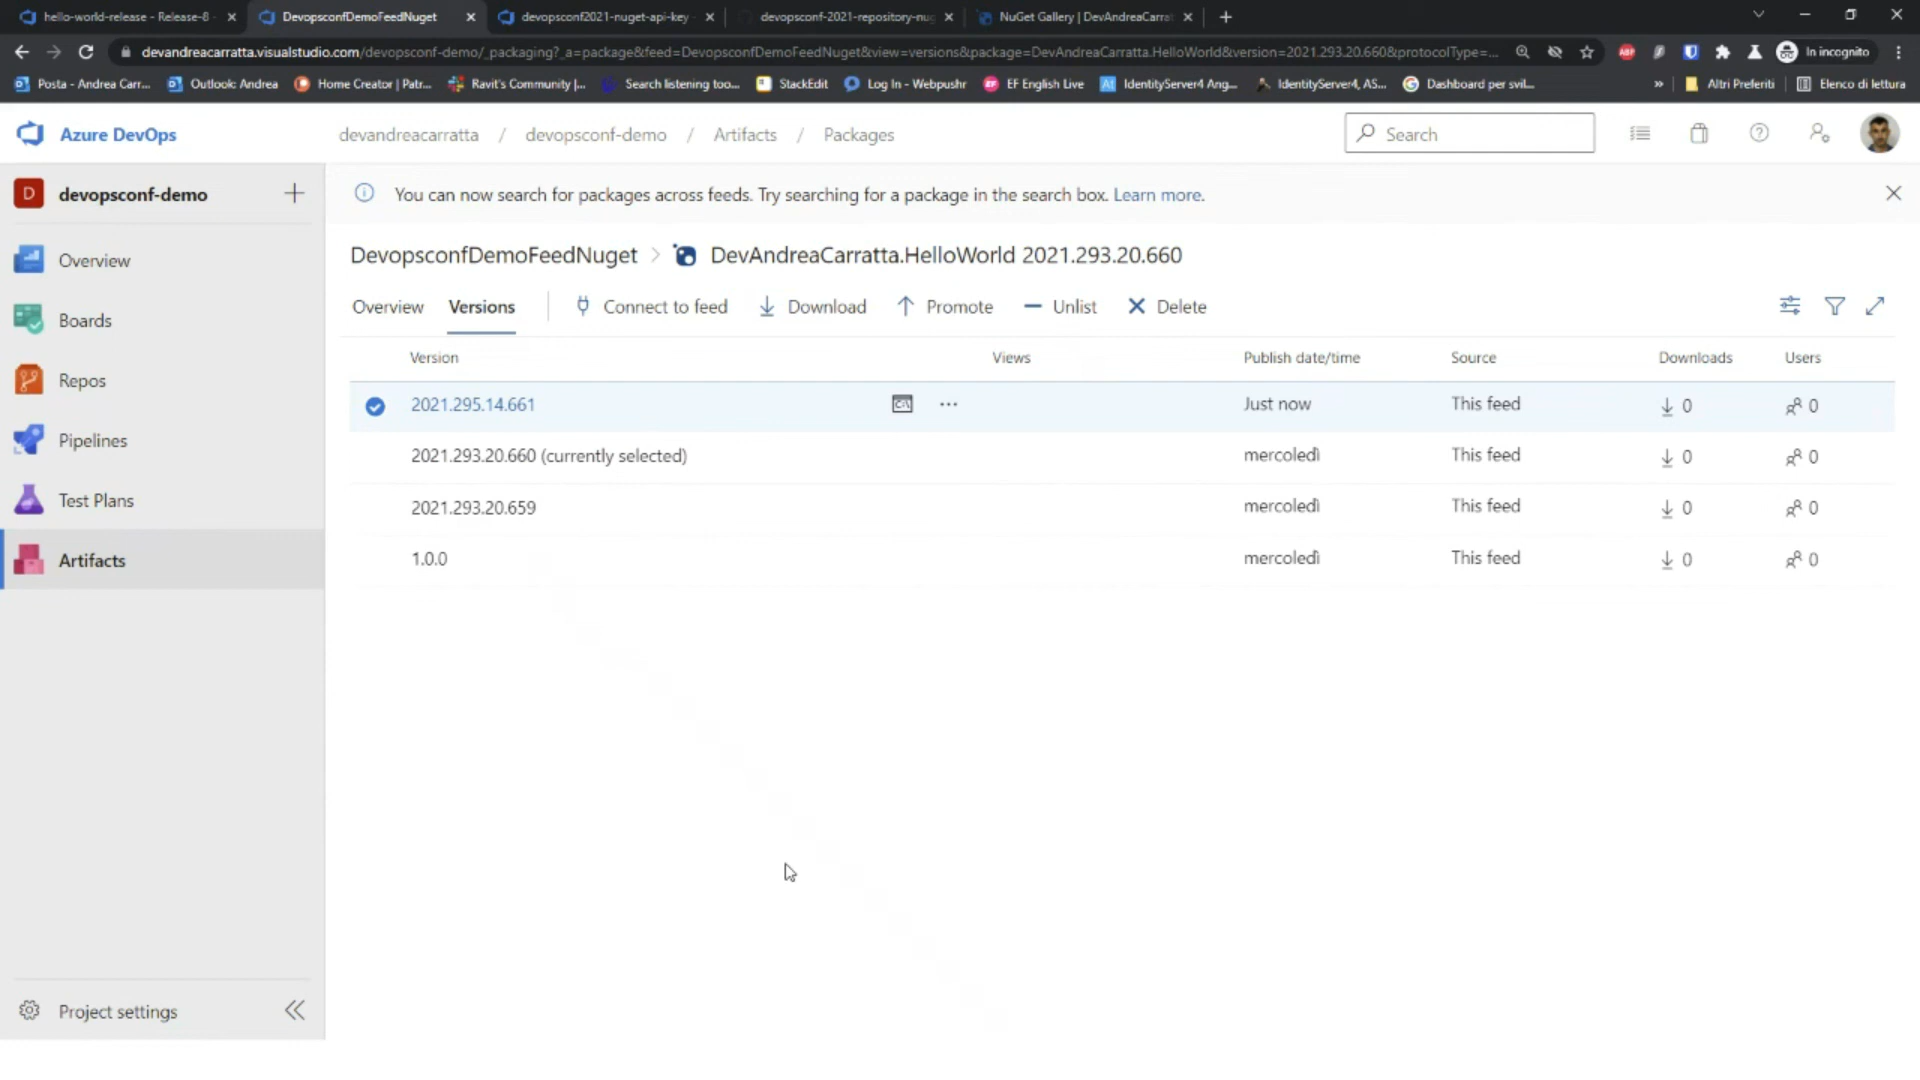 hello-world-release - Release-8
DevopsconfDemoFeedNuget
devopsconf2021-nuget-api-key
devopsconf-2021-repository-nug
NuGet Gallery | DevAndreaCarrat
devandreacarratta.visualstudio.com/devopsconf-demo/_packaging?_a=package&feed=DevopsconfDemoFeedNuget&view=versions&package=DevAndreaCarratta.HelloWorld&version=2021.293.20.660&protocolType=...
ABP
In incognito
Posta - Andrea Carr...
Outlook: Andrea
Home Creator | Patr...
Ravit's Community |...
Search listening too...
StackEdit
Log In - Webpushr
EF English Live
IdentityServer4 Ang...
IdentityServer4, AS...
Dashboard per svil...
»
Altri Preferiti
Elenco di lettura
Azure DevOps
devandreacarratta / devopsconf-demo / Artifacts / Packages
Search
D devopsconf-demo
You can now search for packages across feeds. Try searching for a package in the search box. Learn more.
Overview
Boards
Repos
Pipelines
Test Plans
Artifacts
Project settings
DevopsconfDemoFeedNuget > DevAndreaCarratta.HelloWorld 2021.293.20.660
Overview Versions Connect to feed Download Promote Unlist Delete
Version Views Publish date/time Source Downloads Users
2021.295.14.661 ... Just now This feed 0 0
2021.293.20.660 (currently selected) mercoledì This feed 0 0
2021.293.20.659 mercoledì This feed 0 0
1.0.0 mercoledì This feed 0 0